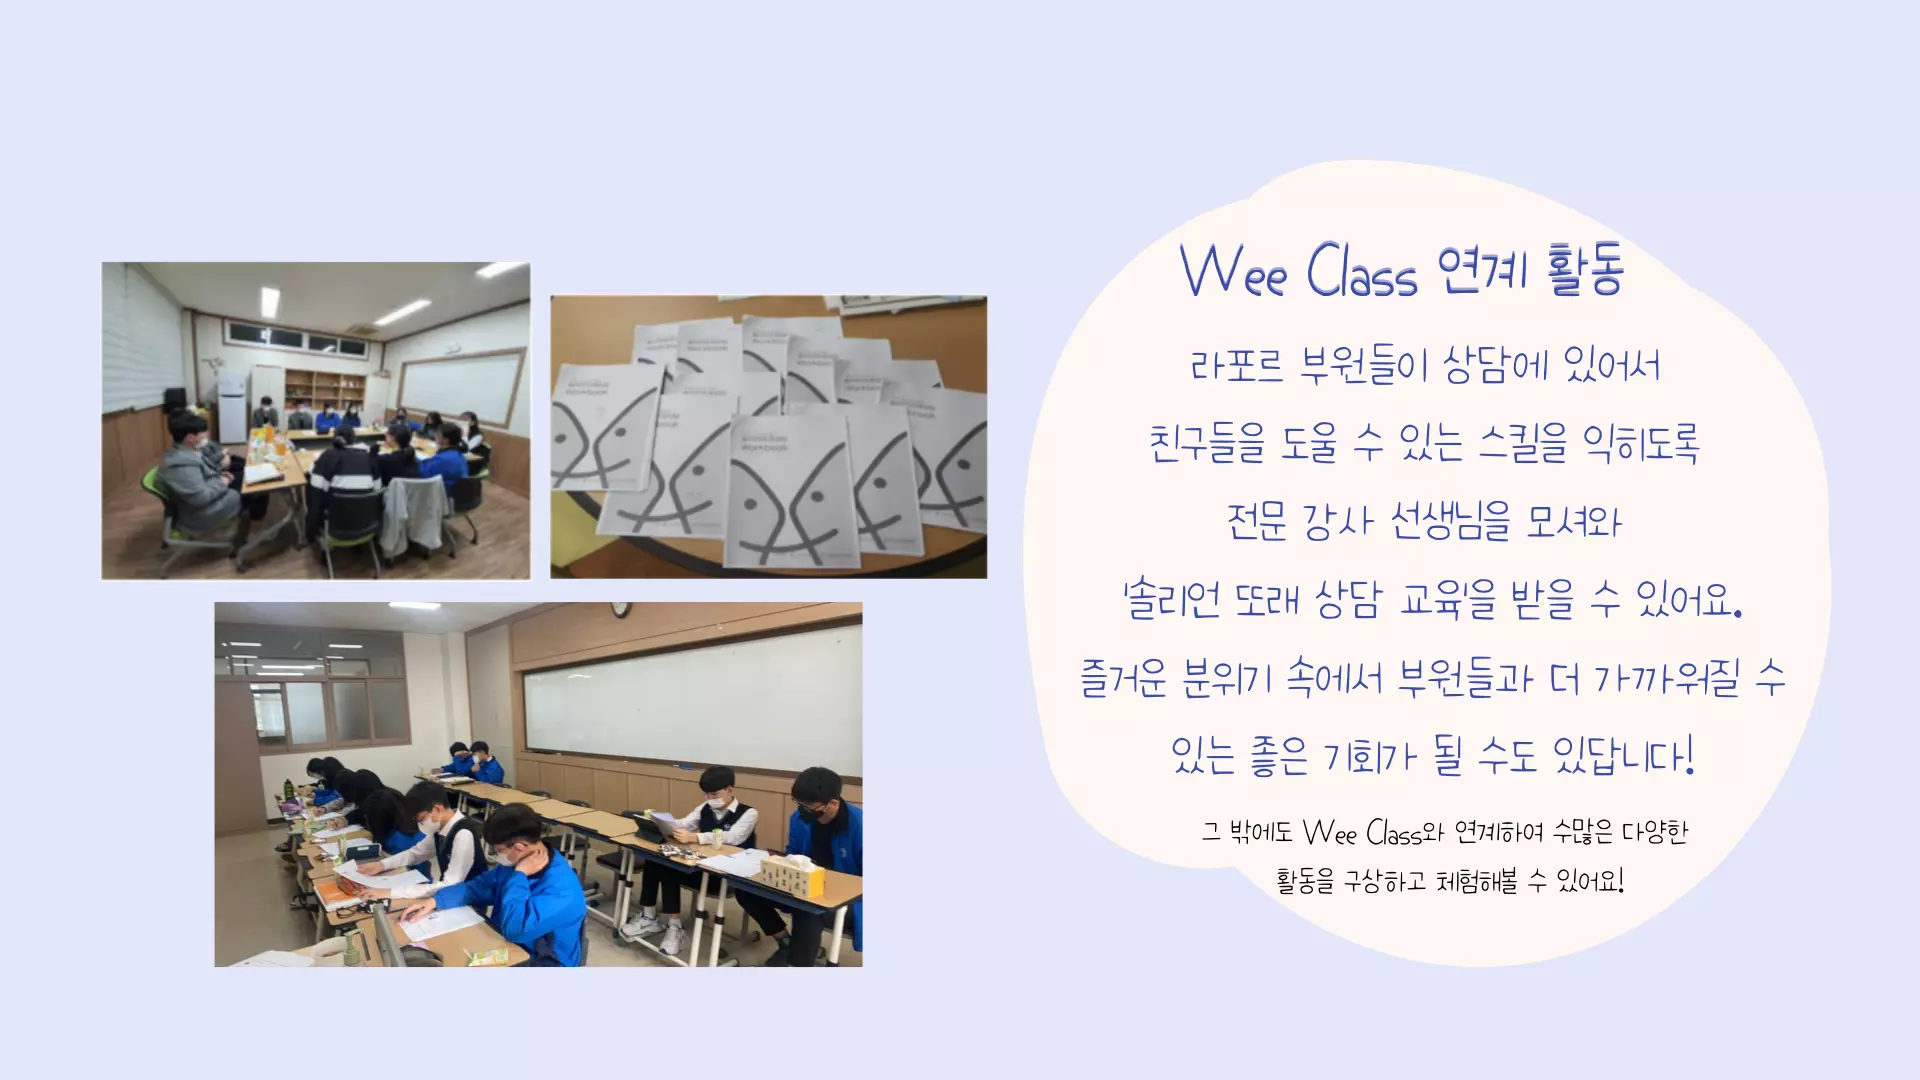 Wee Class 연계 활동
라포르 부원들이 상담에 있어서
친구들을 도울 수 있는 스킬을 익히도록
전문 강사 선생님을 모셔와
'솔리언 또래 상담 교육'을 받을 수 있어요.
즐거운 분위기 속에서 부원들과 더 가까워질 수
있는 좋은 기회가 될 수도 있답니다!
그 밖에도 Wee Class와 연계하여 수많은 다양한
활동을 구상하고 체험해볼 수 있어요!
Workbook